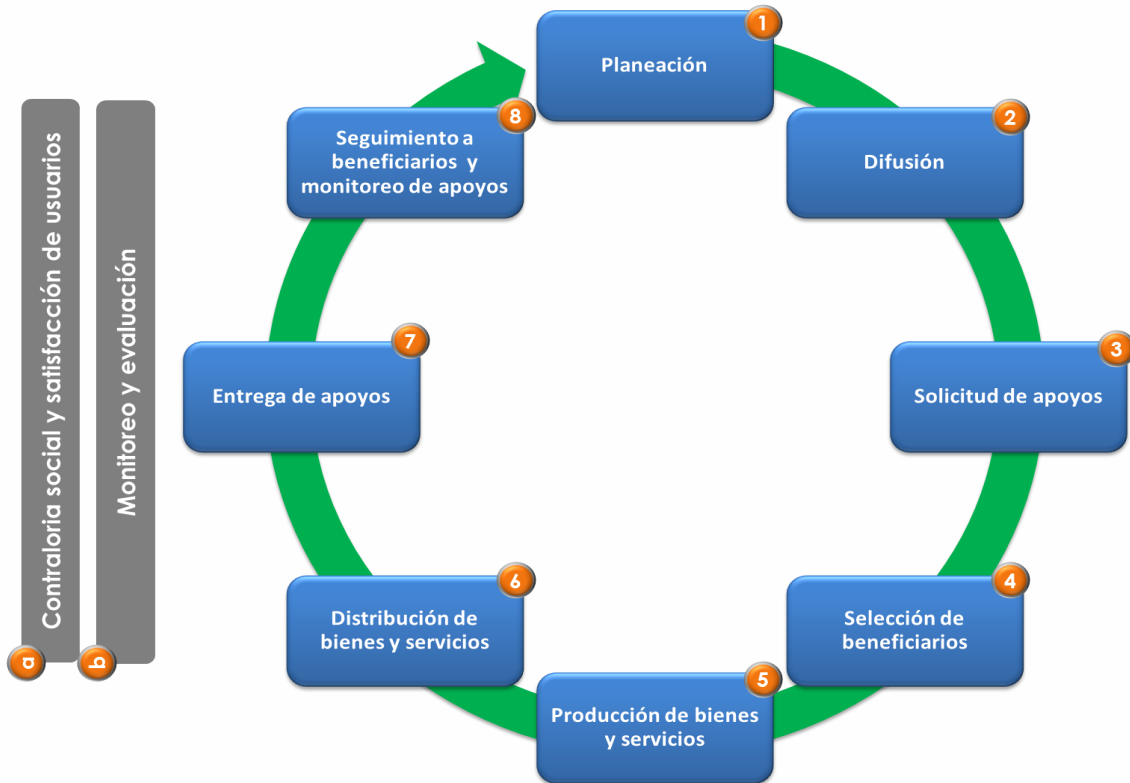 1
Planeación
2
Difusión
3
Solicitud de apoyos
4
Selección de
beneficiarios
5
Producción de bienes
y servicios
6
Distribución de
bienes y servicios
7
Entrega de apoyos
8
Seguimiento a
beneficiarios y
monitoreo de apoyos
a
Contraloria social y satisfacción de usuarios
b
Monitoreo y evaluación